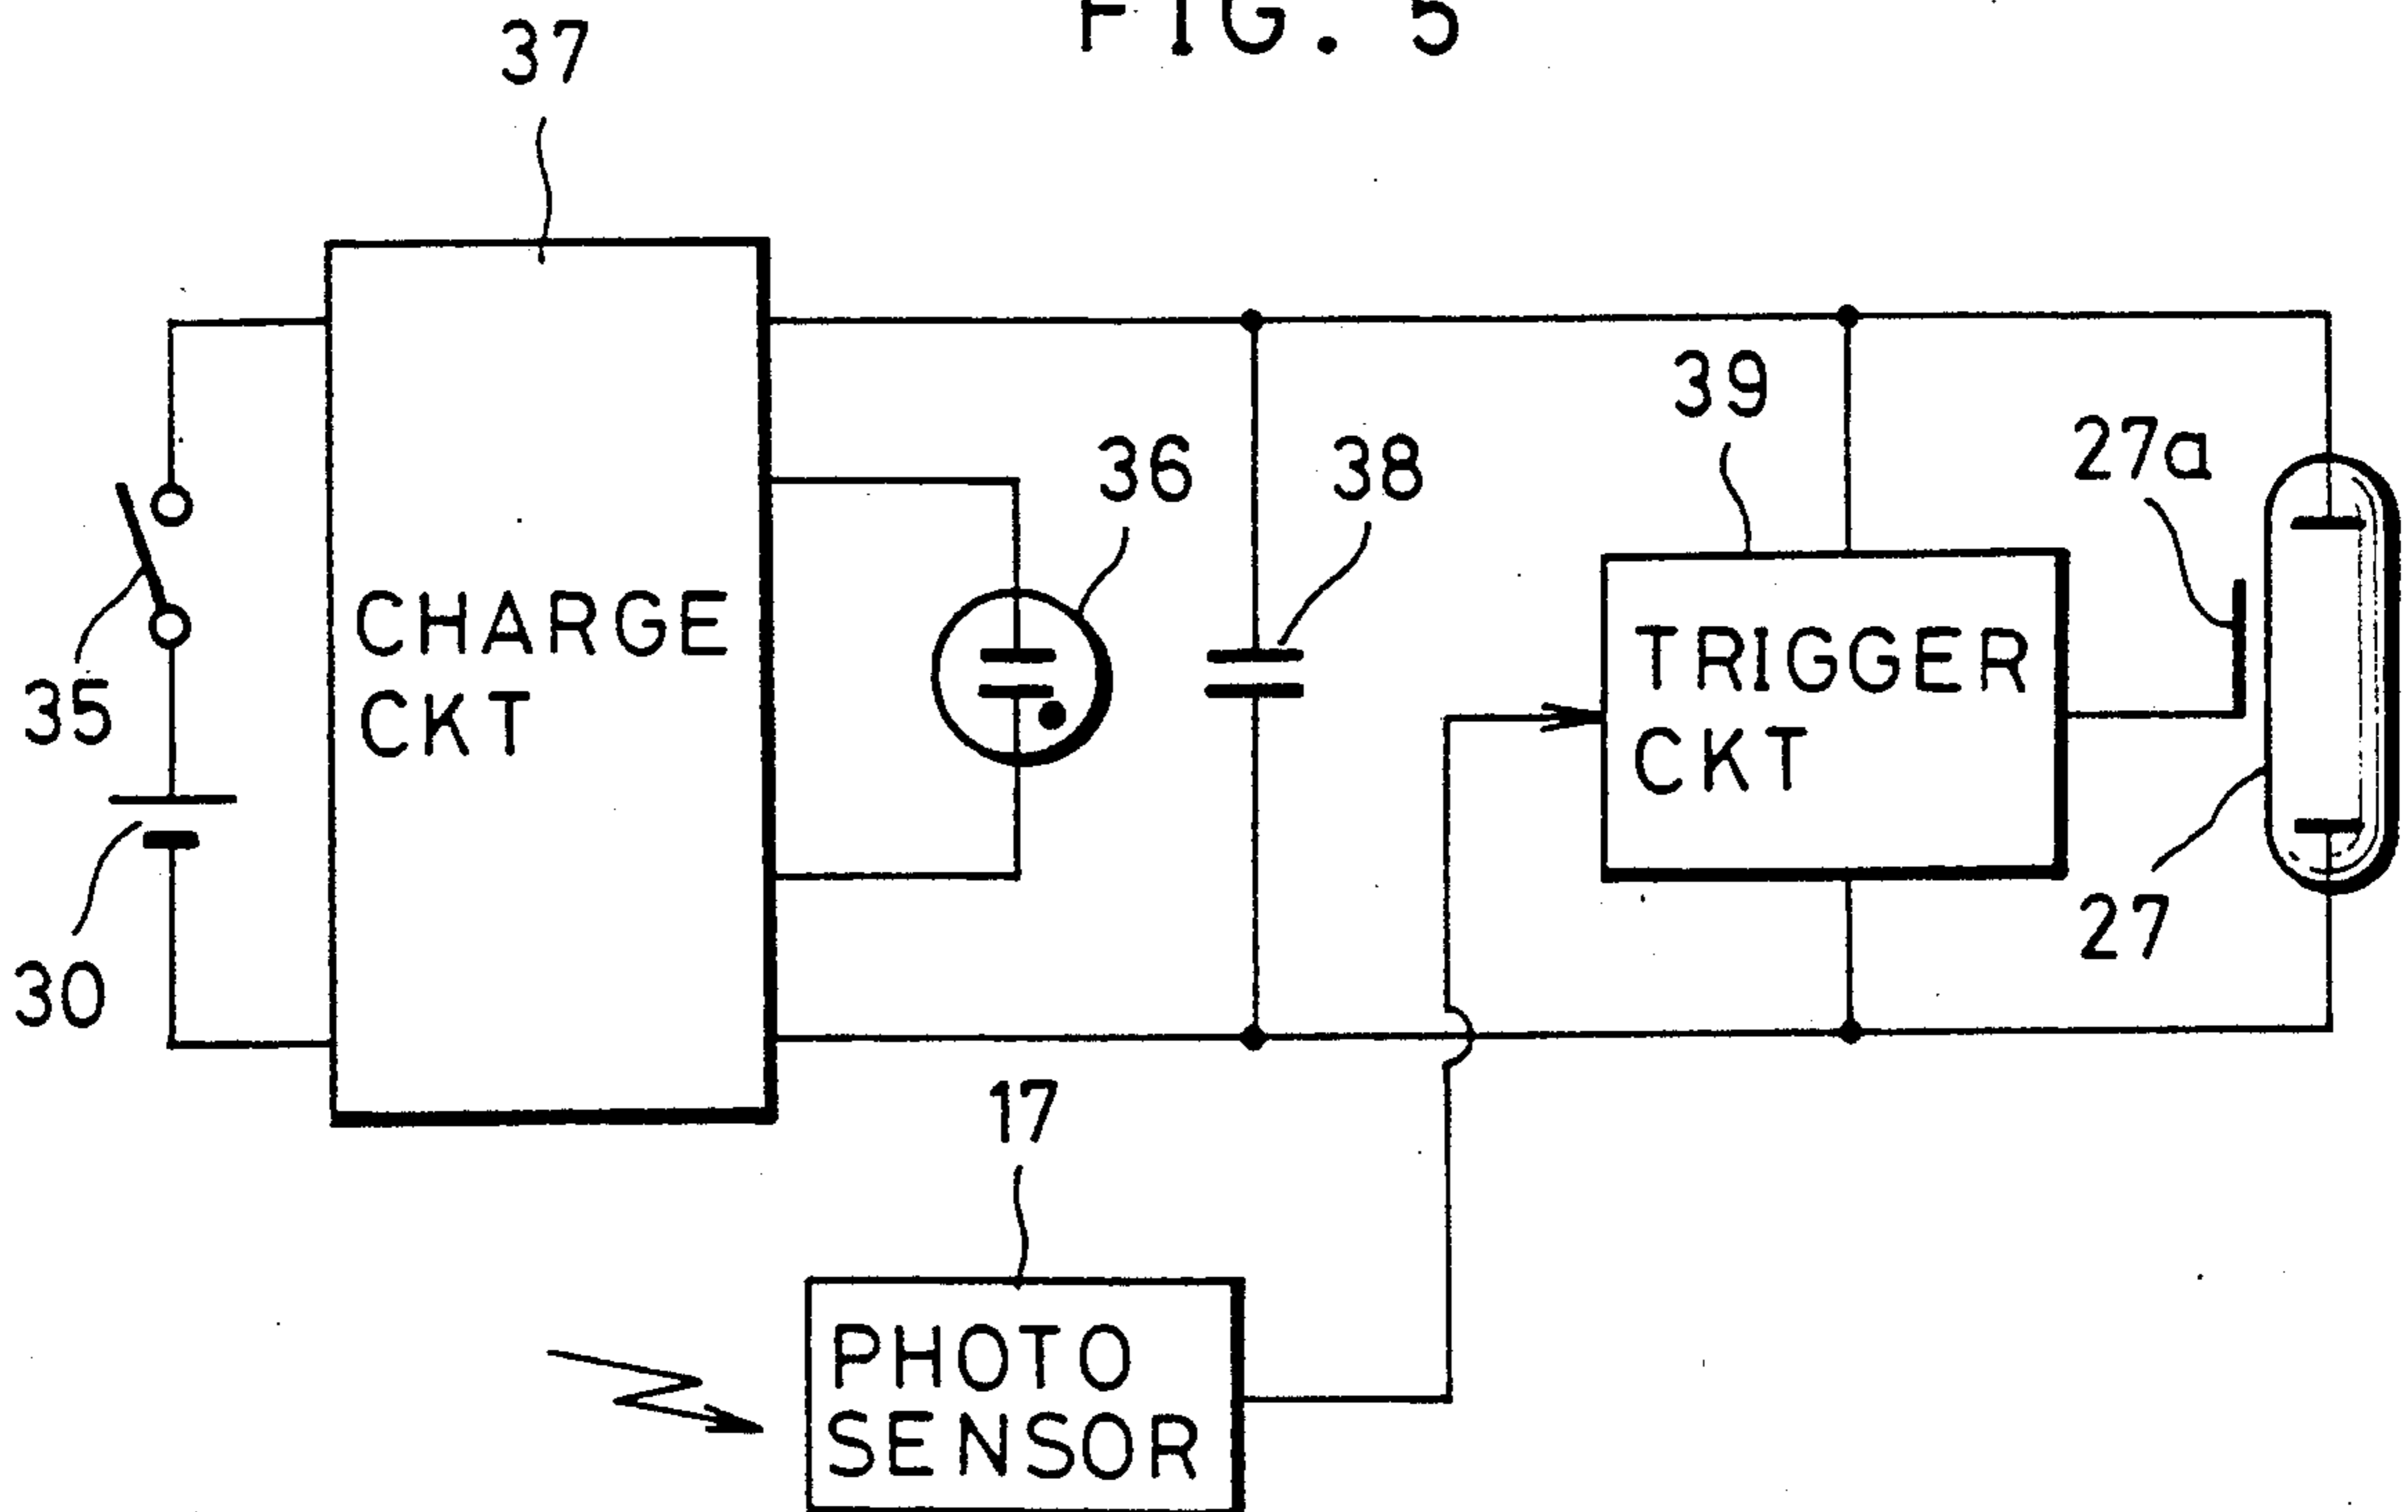 FIG. 5
37
39
27a
36
38
CHARGE
CKT
TRIGGER
CKT
35
30
27
17
PHOTO
SENSOR